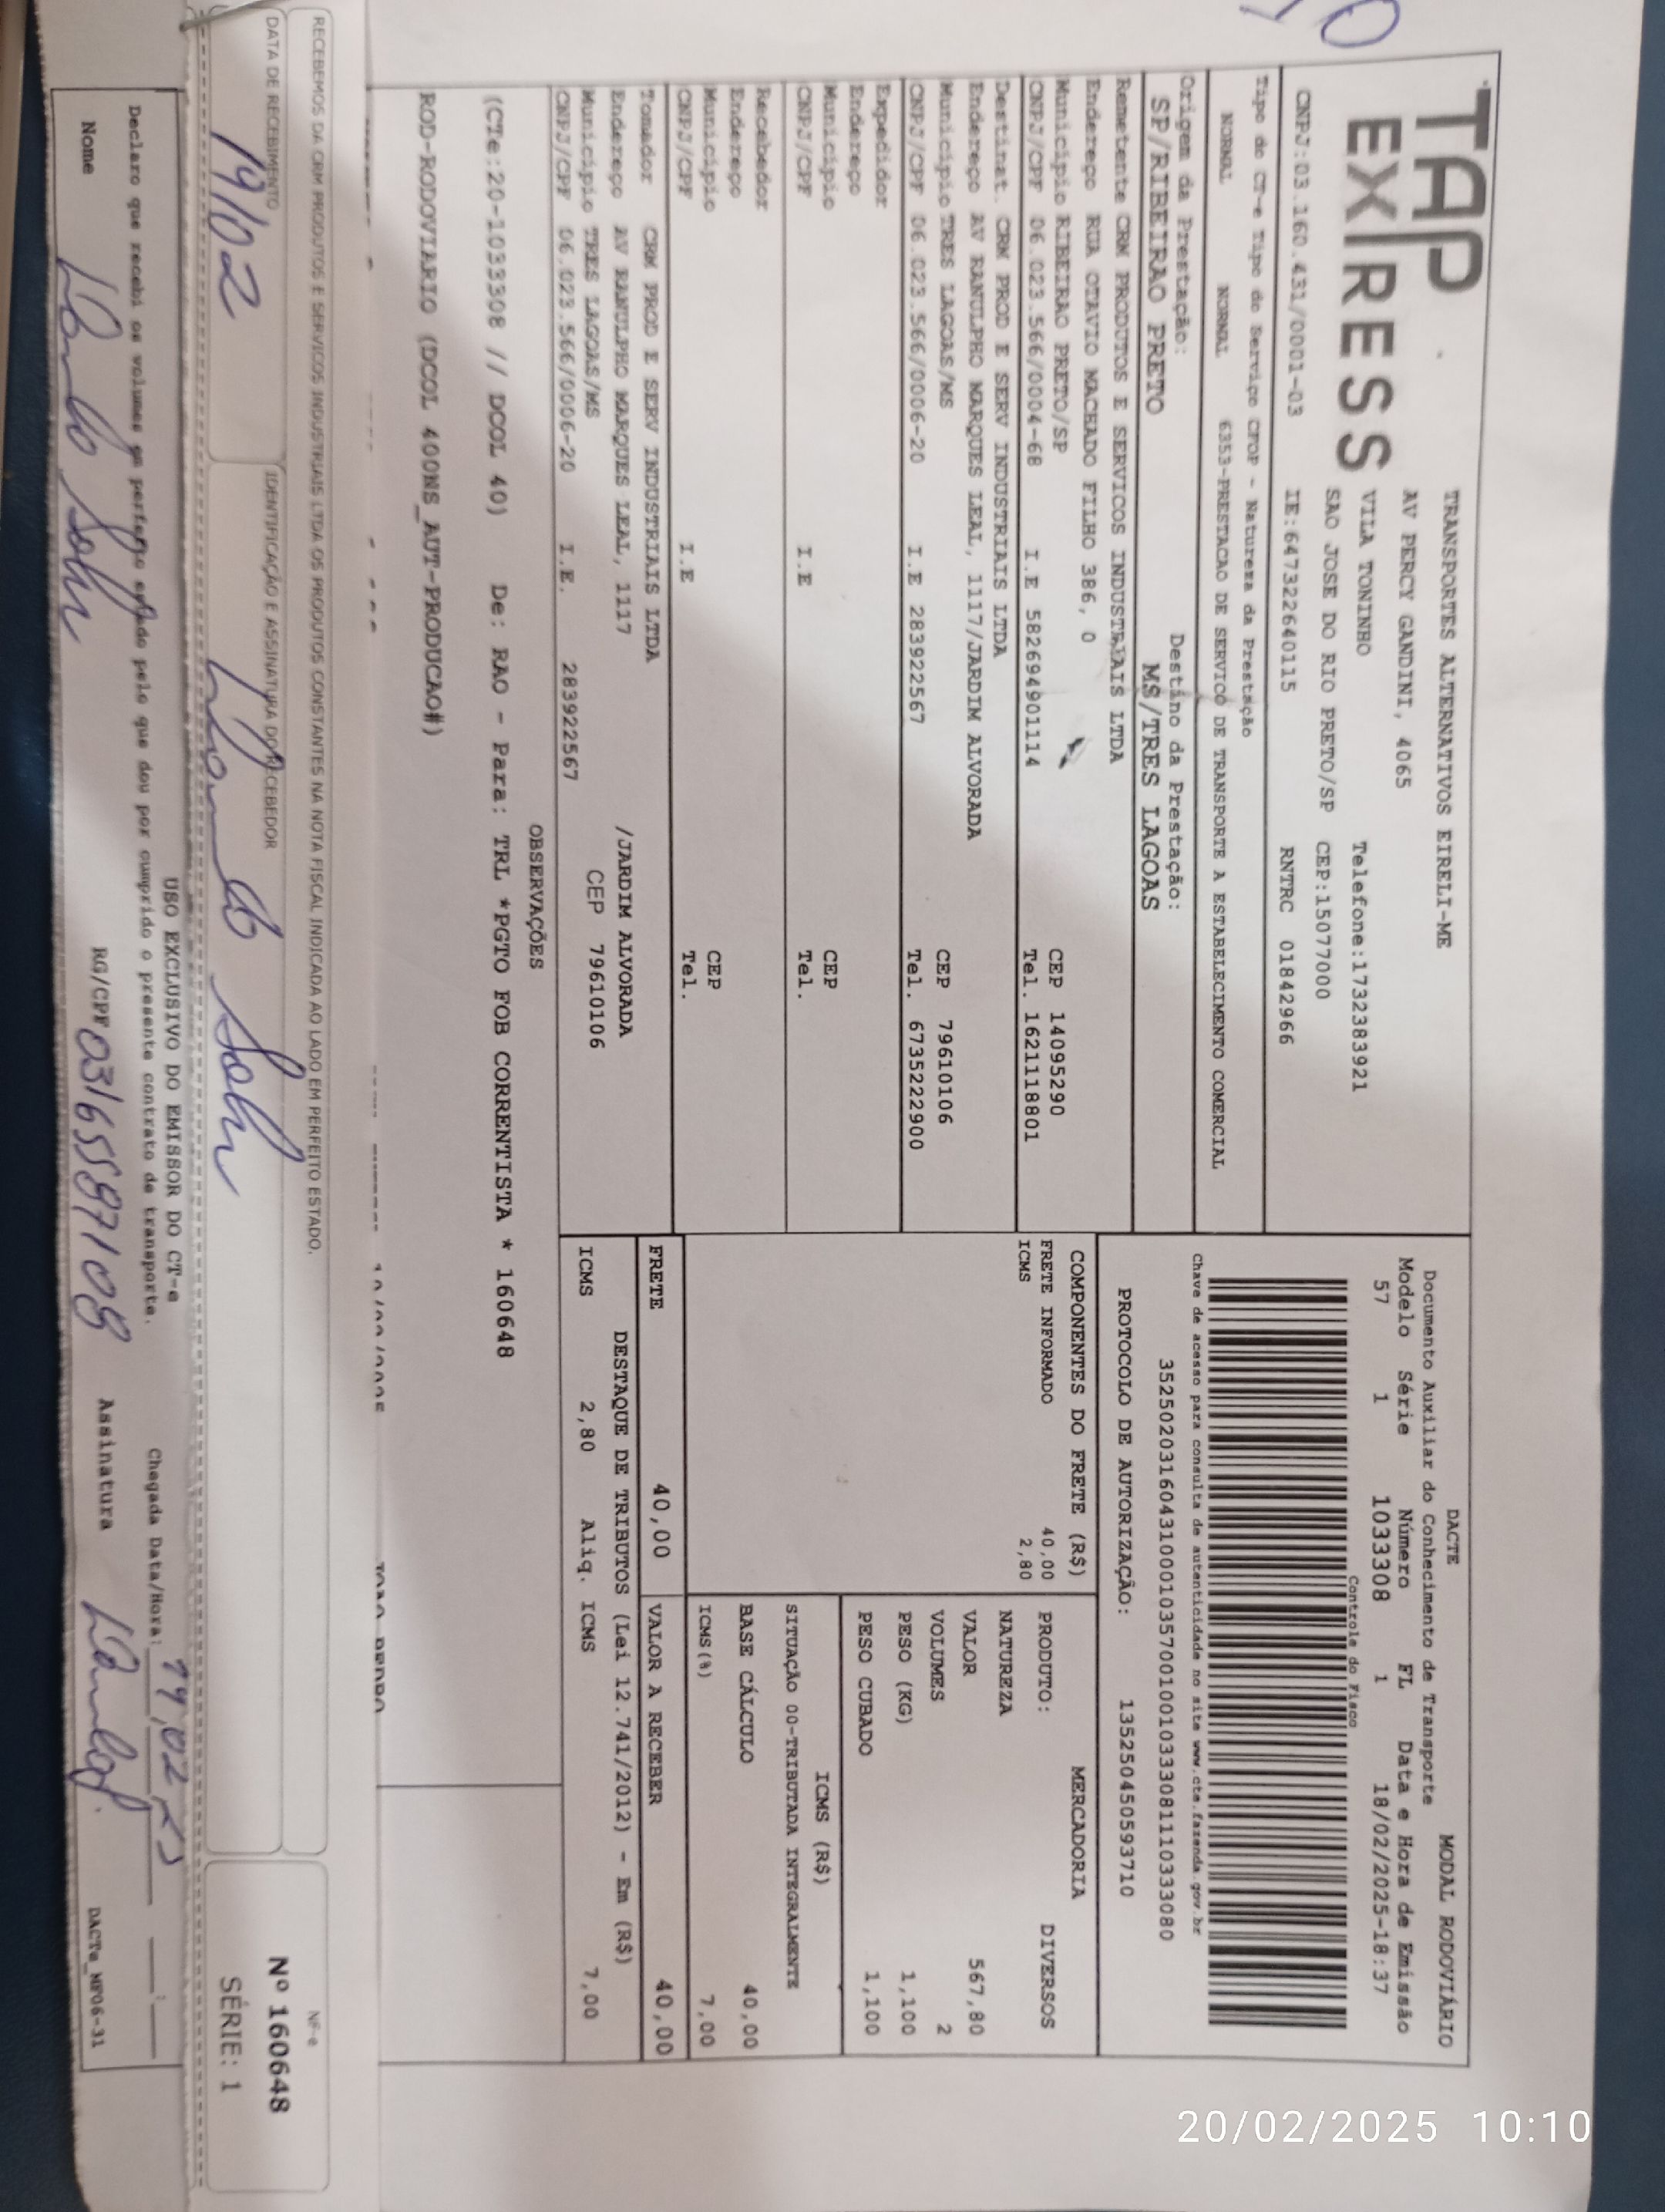 TAP
EXPRESS
TRANSPORTES ALTERNATIVOS EIRELI-ME
AV PERCY GANDINI, 4065
VILA TONINHO
Telefone:1732383921
SAO JOSE DO RIO PRETO/SP CEP:15077000
CNPJ:03.160.431/0001-03 IE:647322640115 RNTRC 01842966
DACTE
MODAL RODOVIÁRIO
Documento Auxiliar do Conhecimento de Transporte
Modelo Série Número FL Data e Hora de Emissão
57 1 1033308 1 18/02/2025-18:37
Controle do Fisco
Tipo do CT-e Tipo do Serviço CFOP - Natureza da Prestação
NORMAL NORMAL 6353-PRESTACAO DE SERVICO DE TRANSPORTE A ESTABELECIMENTO COMERCIAL
Chave de acesso para consulta de autenticidade no site www.cte.fazenda.gov.br
Origem da Prestação: Destino da Prestação:
SP/RIBEIRAO PRETO MS/TRES LAGOAS
PROTOCOLO DE AUTORIZAÇÃO: 135250450593710
Remetente CRM PRODUTOS E SERVICOS INDUSTRIAIS LTDA
Endereço RUA OTAVIO MACHADO FILHO 386, 0
Município RIBEIRAO PRETO/SP CEP 14095290
CNPJ/CPF 06.023.566/0004-68 I.E 582694901114 Tel. 1621118801
Destinat. CRM PROD E SERV INDUSTRIAIS LTDA
Endereço AV RANULPHO MARQUES LEAL, 1117/JARDIM ALVORADA
Município TRES LAGOAS/MS CEP 79610106
CNPJ/CPF 06.023.566/0006-20 I.E 283922567 Tel. 6735222900
Expedidor
Endereço
Município CEP
CNPJ/CPF I.E Tel.
Recebedor
Endereço
Município CEP
CNPJ/CPF I.E Tel.
Tomador CRM PROD E SERV INDUSTRIAIS LTDA
Endereço AV RANULPHO MARQUES LEAL, 1117 /JARDIM ALVORADA
Município TRES LAGOAS/MS CEP 79610106
CNPJ/CPF 06.023.566/0006-20 I.E. 283922567
COMPONENTES DO FRETE (R$)
FRETE INFORMADO 40,00
ICMS 2,80
MERCADORIA
PRODUTO: DIVERSOS
NATUREZA
VALOR 567,80
VOLUMES 2
PESO (KG) 1,100
PESO CUBADO 1,100
ICMS (R$)
SITUAÇÃO 00-TRIBUTADA INTEGRALMENTE
BASE CÁLCULO 40,00
ICMS(%) 7,00
FRETE 40,00 VALOR A RECEBER 40,00
DESTAQUE DE TRIBUTOS (Lei 12.741/2012) - Em (R$)
ICMS 2,80 Aliq. ICMS 7,00
OBSERVAÇÕES
(CTe:20-1033308 // DCOL 40) De: RAO - Para: TRL *PGTO FOB CORRENTISTA * 160648
ROD-RODOVIARIO (DCOL 400NS_AUT-PRODUCAO#)
RECEBEMOS DA CRM PRODUTOS E SERVICOS INDUSTRIAIS LTDA OS PRODUTOS CONSTANTES NA NOTA FISCAL INDICADA AO LADO EM PERFEITO ESTADO.
DATA DE RECEBIMENTO
19/02
IDENTIFICAÇÃO E ASSINATURA DO RECEBEDOR
NF-e
Nº 160648
SÉRIE: 1
USO EXCLUSIVO DO EMISSOR DO CT-e
Declaro que recebi os volumes em perfeito estado pelo que dou por cumprido o presente contrato de transporte.
Chegada Data/Hora: 19,02,25
Nome
RG/CPF 03165587108
Assinatura
DACTe_MF06-31
20/02/2025 10:10